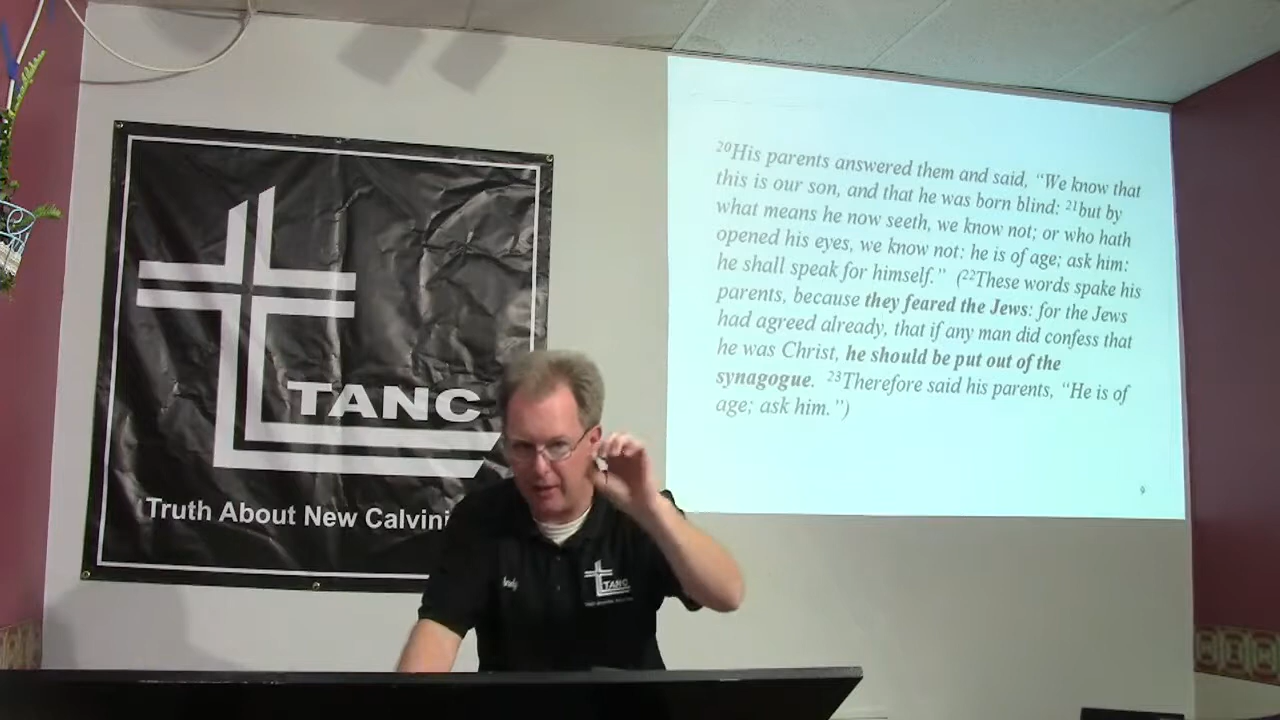 TANC
Truth About New Calvini
²⁰His parents answered them and said, “We know that
this is our son, and that he was born blind: ²¹but by
what means he now seeth, we know not; or who hath
opened his eyes, we know not: he is of age; ask him:
he shall speak for himself.” (²²These words spake his
parents, because they feared the Jews: for the Jews
had agreed already, that if any man did confess that
he was Christ, he should be put out of the
synagogue. ²³Therefore said his parents, “He is of
age; ask him.”)
9
TANC